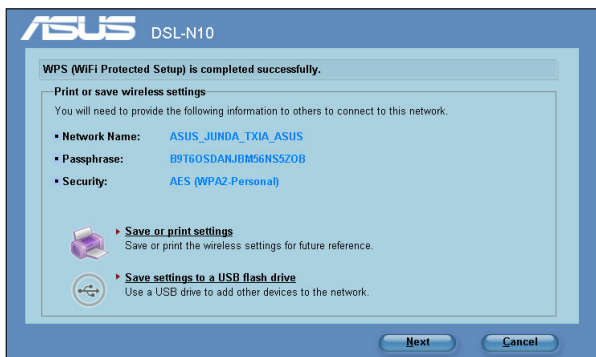 ASUS DSL-N10
WPS (WiFi Protected Setup) is completed successfully.
Print or save wireless settings
You will need to provide the following information to others to connect to this network.
Network Name: ASUS_JUNDA_TXIA_ASUS
Passphrase: B9T6OSDANJBM56NS5ZOB
Security: AES (WPA2-Personal)
Save or print settings
Save or print the wireless settings for future reference.
Save settings to a USB flash drive
Use a USB drive to add other devices to the network.
Next Cancel